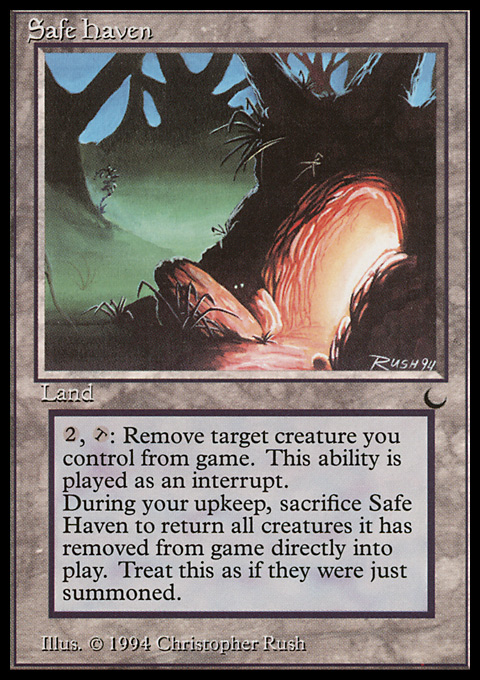 Safe Haven
RUSH 94
Land
2, T: Remove target creature you
control from game. This ability is
played as an interrupt.
During your upkeep, sacrifice Safe
Haven to return all creatures it has
removed from game directly into
play. Treat this as if they were just
summoned.
Illus. © 1994 Christopher Rush